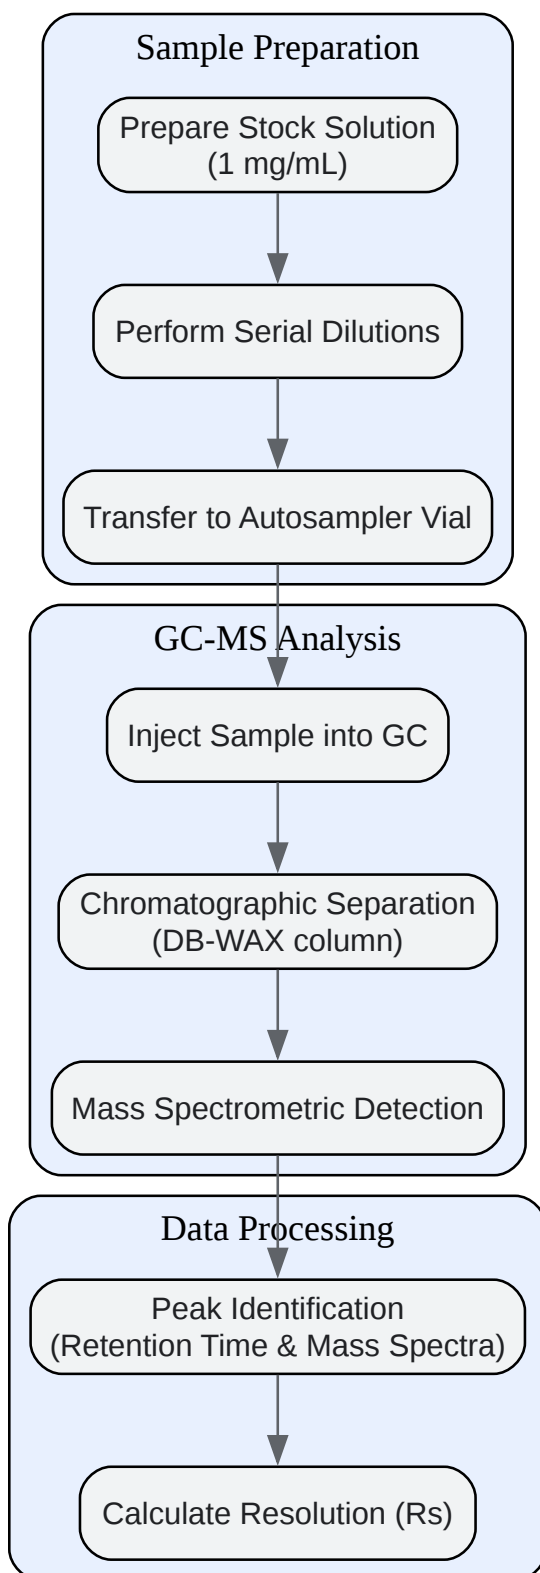 Sample Preparation
Prepare Stock Solution
(1 mg/mL)
Perform Serial Dilutions
Transfer to Autosampler Vial
GC-MS Analysis
Inject Sample into GC
Chromatographic Separation
(DB-WAX column)
Mass Spectrometric Detection
Data Processing
Peak Identification
(Retention Time & Mass Spectra)
Calculate Resolution (Rs)